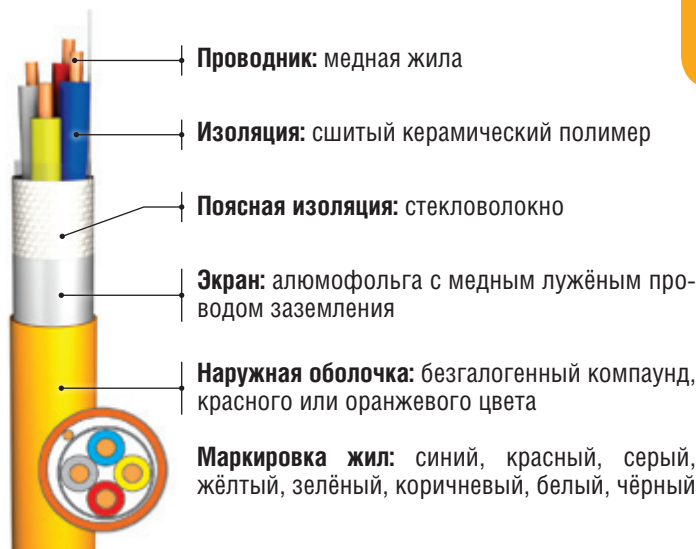 Проводник: медная жила
Изоляция: сшитый керамический полимер
Поясная изоляция: стекловолокно
Экран: алюмофольга с медным лужёным про-
водом заземления
Наружная оболочка: безгалогенный компаунд,
красного или оранжевого цвета
Маркировка жил: синий, красный, серый,
жёлтый, зелёный, коричневый, белый, чёрный